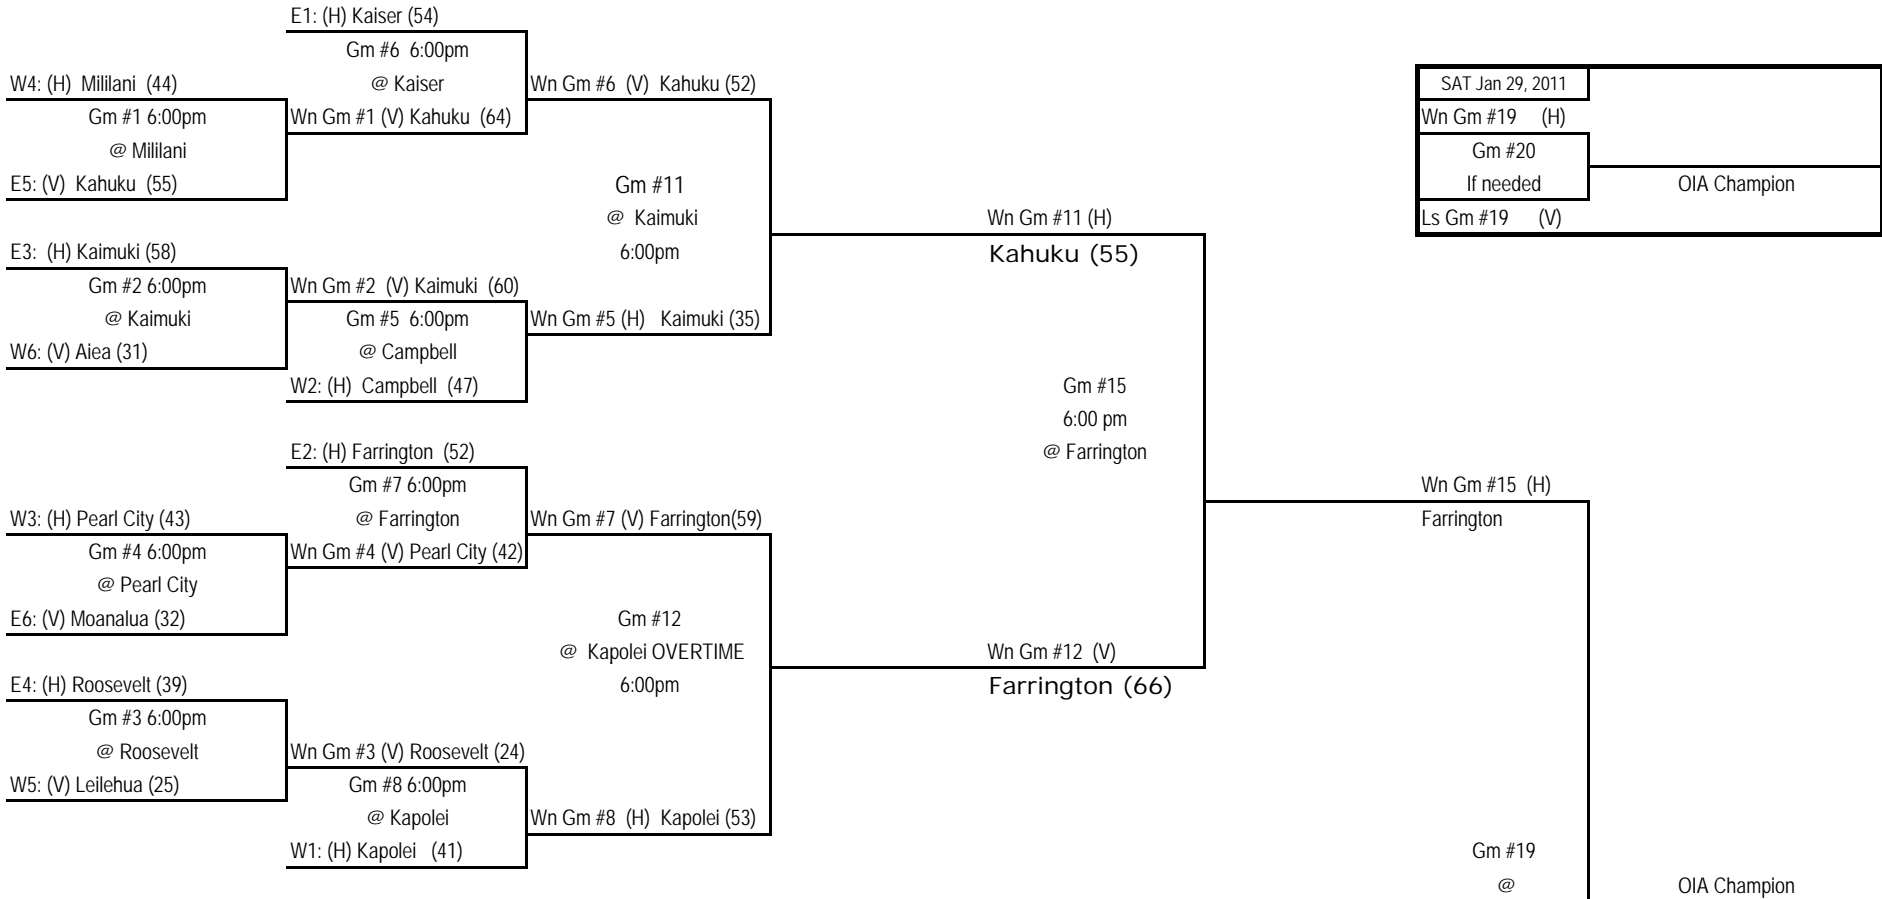 E1: (H) Kaiser (54)
Gm #6 6:00pm
@ Kaiser
Wn Gm #1 (V) Kahuku (64)
W4: (H) Mililani (44)
Gm #1 6:00pm
@ Mililani
E5: (V) Kahuku (55)
Wn Gm #6 (V) Kahuku (52)
Gm #11
@ Kaimuki
6:00pm
E3: (H) Kaimuki (58)
Gm #2 6:00pm
@ Kaimuki
W6: (V) Aiea (31)
Wn Gm #2 (V) Kaimuki (60)
Gm #5 6:00pm
@ Campbell
W2: (H) Campbell (47)
Wn Gm #5 (H) Kaimuki (35)
Wn Gm #11 (H)
Kahuku (55)
Gm #15
6:00 pm
@ Farrington
E2: (H) Farrington (52)
Gm #7 6:00pm
@ Farrington
Wn Gm #4 (V) Pearl City (42)
W3: (H) Pearl City (43)
Gm #4 6:00pm
@ Pearl City
E6: (V) Moanalua (32)
Wn Gm #7 (V) Farrington(59)
Gm #12
@ Kapolei OVERTIME
6:00pm
E4: (H) Roosevelt (39)
Gm #3 6:00pm
@ Roosevelt
W5: (V) Leilehua (25)
Wn Gm #3 (V) Roosevelt (24)
Gm #8 6:00pm
@ Kapolei
W1: (H) Kapolei (41)
Wn Gm #8 (H) Kapolei (53)
Wn Gm #12 (V)
Farrington (66)
Wn Gm #15 (H)
Farrington
Gm #19
@
OIA Champion
SAT Jan 29, 2011
Wn Gm #19 (H)
Gm #20
If needed
Ls Gm #19 (V)
OIA Champion